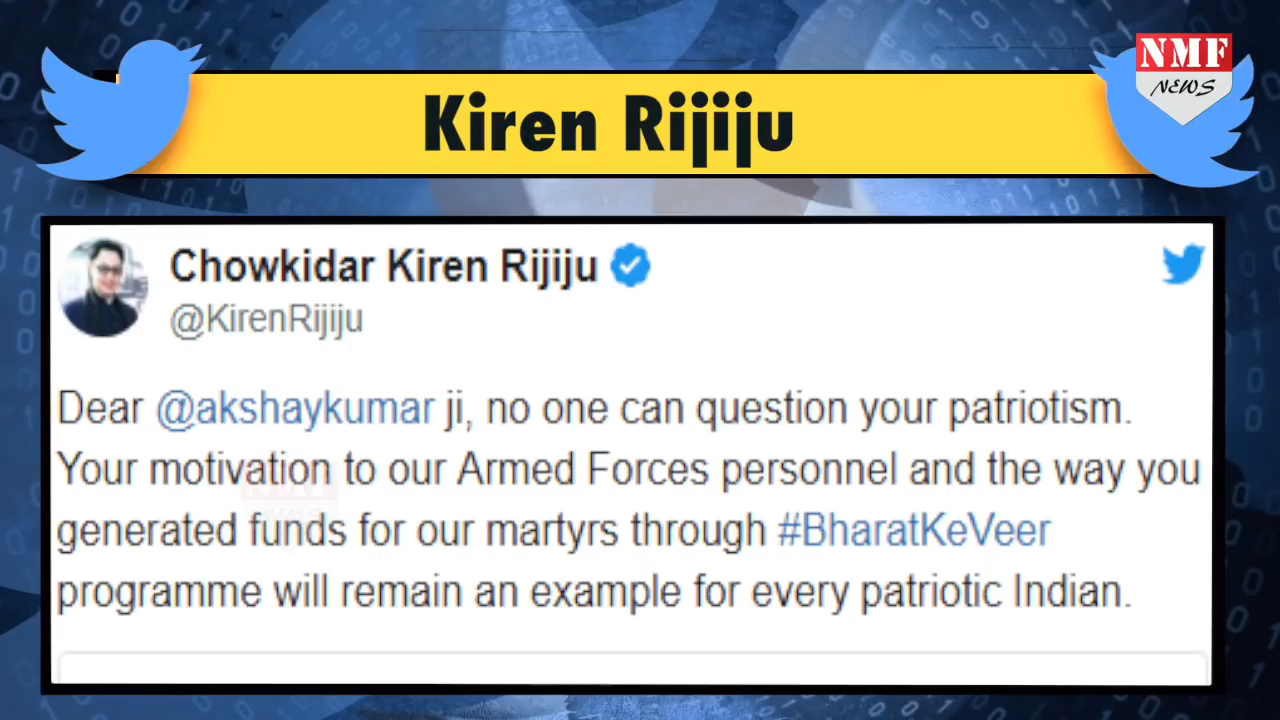 NMF
NEWS
Kiren Rijiju
Chowkidar Kiren Rijiju
@KirenRijiju
Dear @akshaykumar ji, no one can question your patriotism.
Your motivation to our Armed Forces personnel and the way you
generated funds for our martyrs through #BharatKeVeer
programme will remain an example for every patriotic Indian.